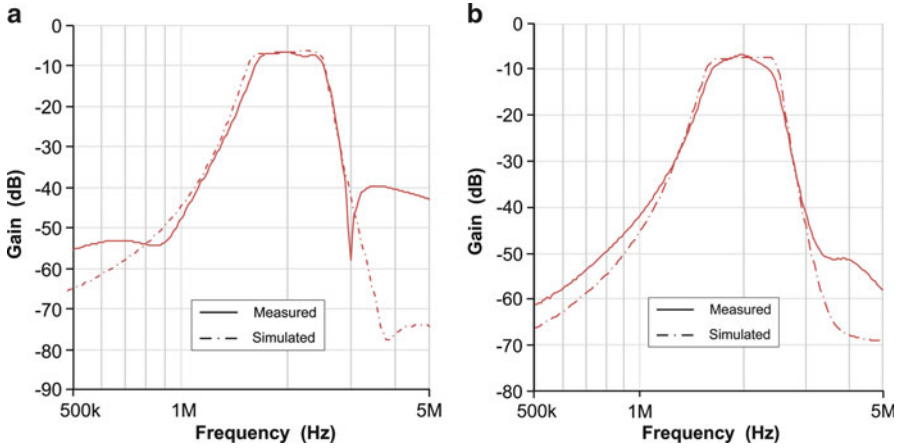 a
0
-10
-20
-30
-40
-50
-60
-70
-80
-90
Gain (dB)
Measured
Simulated
500k
1M
5M
Frequency (Hz)
b
0
-10
-20
-30
-40
-50
-60
-70
-80
Gain (dB)
Measured
Simulated
500k
1M
5M
Frequency (Hz)